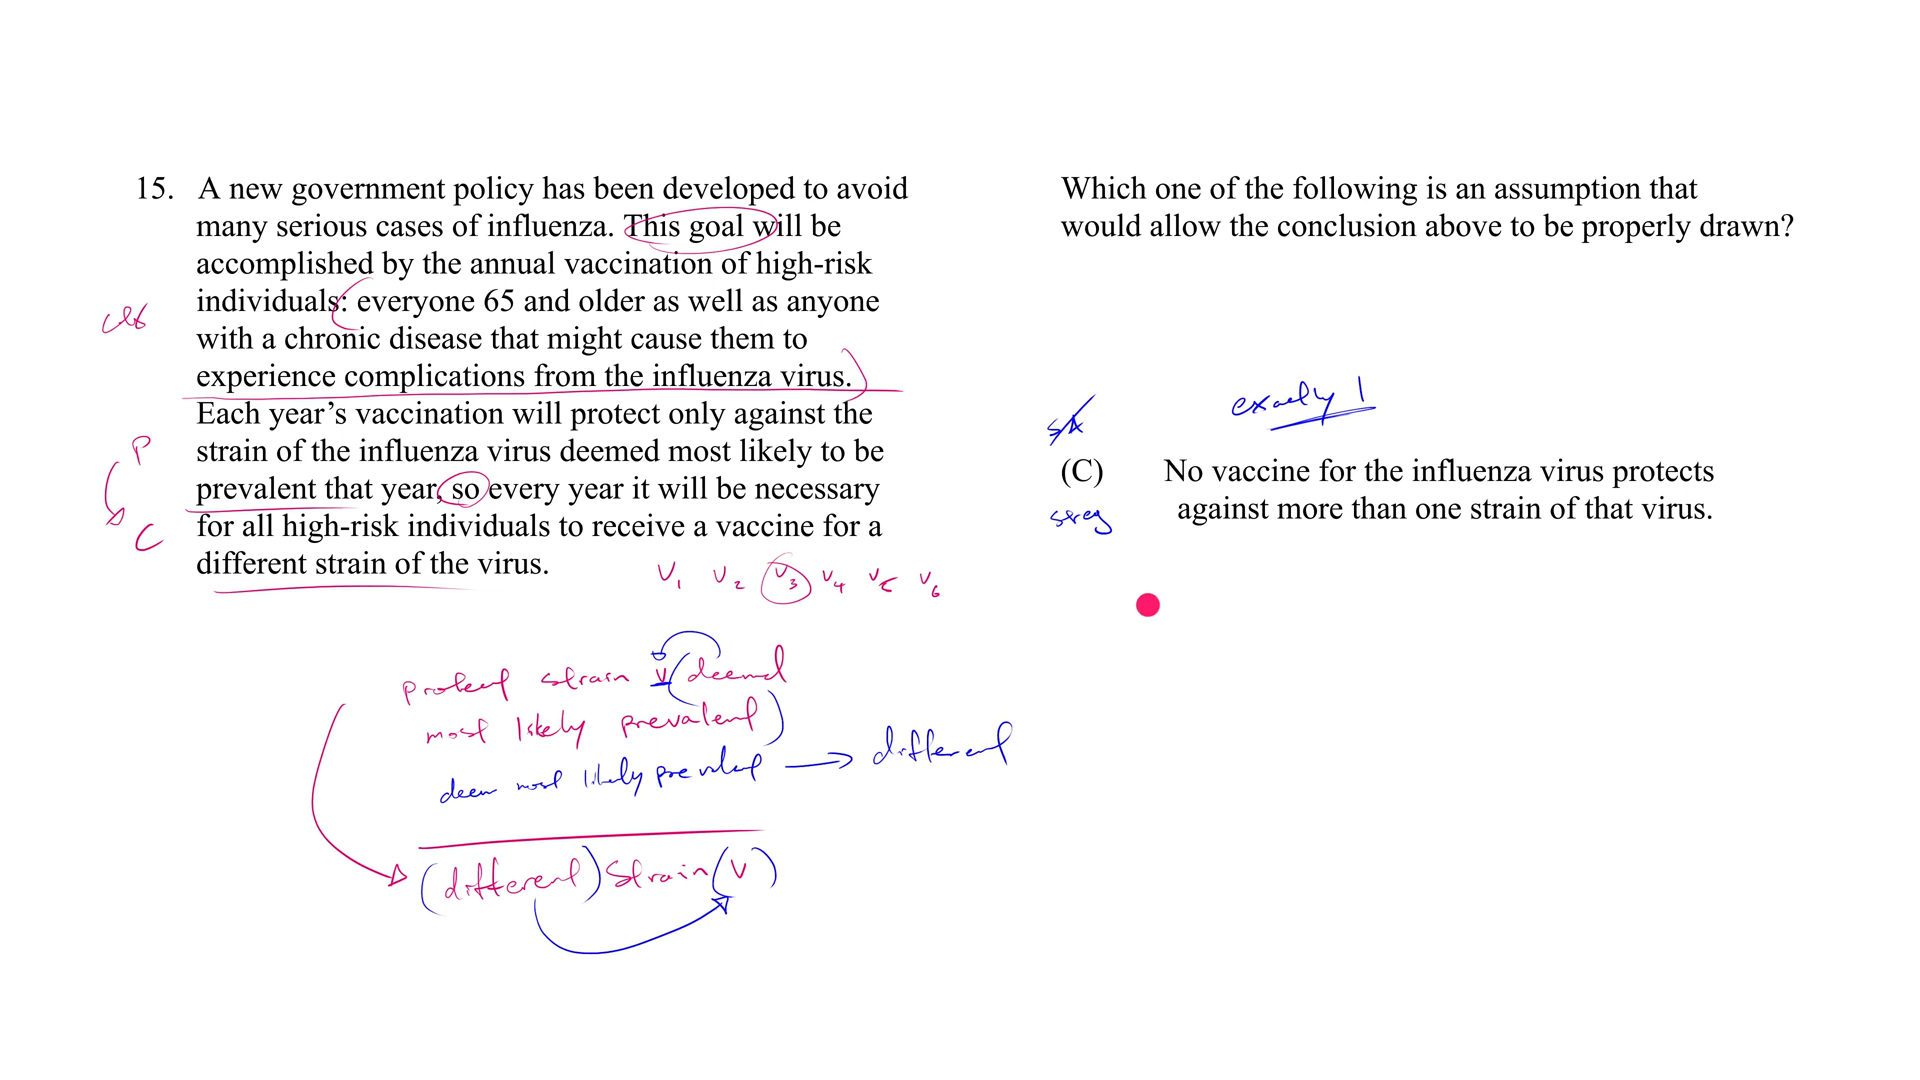 15. A new government policy has been developed to avoid
many serious cases of influenza. This goal will be
accomplished by the annual vaccination of high-risk
individuals: everyone 65 and older as well as anyone
with a chronic disease that might cause them to
experience complications from the influenza virus.
Each year's vaccination will protect only against the
strain of the influenza virus deemed most likely to be
prevalent that year, so every year it will be necessary
for all high-risk individuals to receive a vaccine for a
different strain of the virus.
P
C
V1 V2 V3 V4 V5 V6
protect strain V (deemed
most likely prevalent)
deem most likely prevalent → different
(different) Strain (V)
Which one of the following is an assumption that
would allow the conclusion above to be properly drawn?
exactly 1
SA
(C) No vaccine for the influenza virus protects
against more than one strain of that virus.